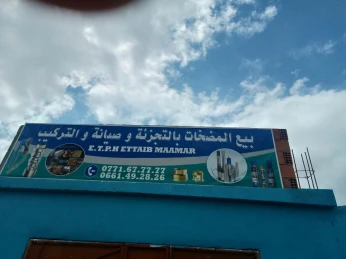 بيع المضخات بالتجزئة و صيانة و التركيب
E.T.P.H ETTAIB MAAMAR
0771.67.77.77
0661.49.28.26